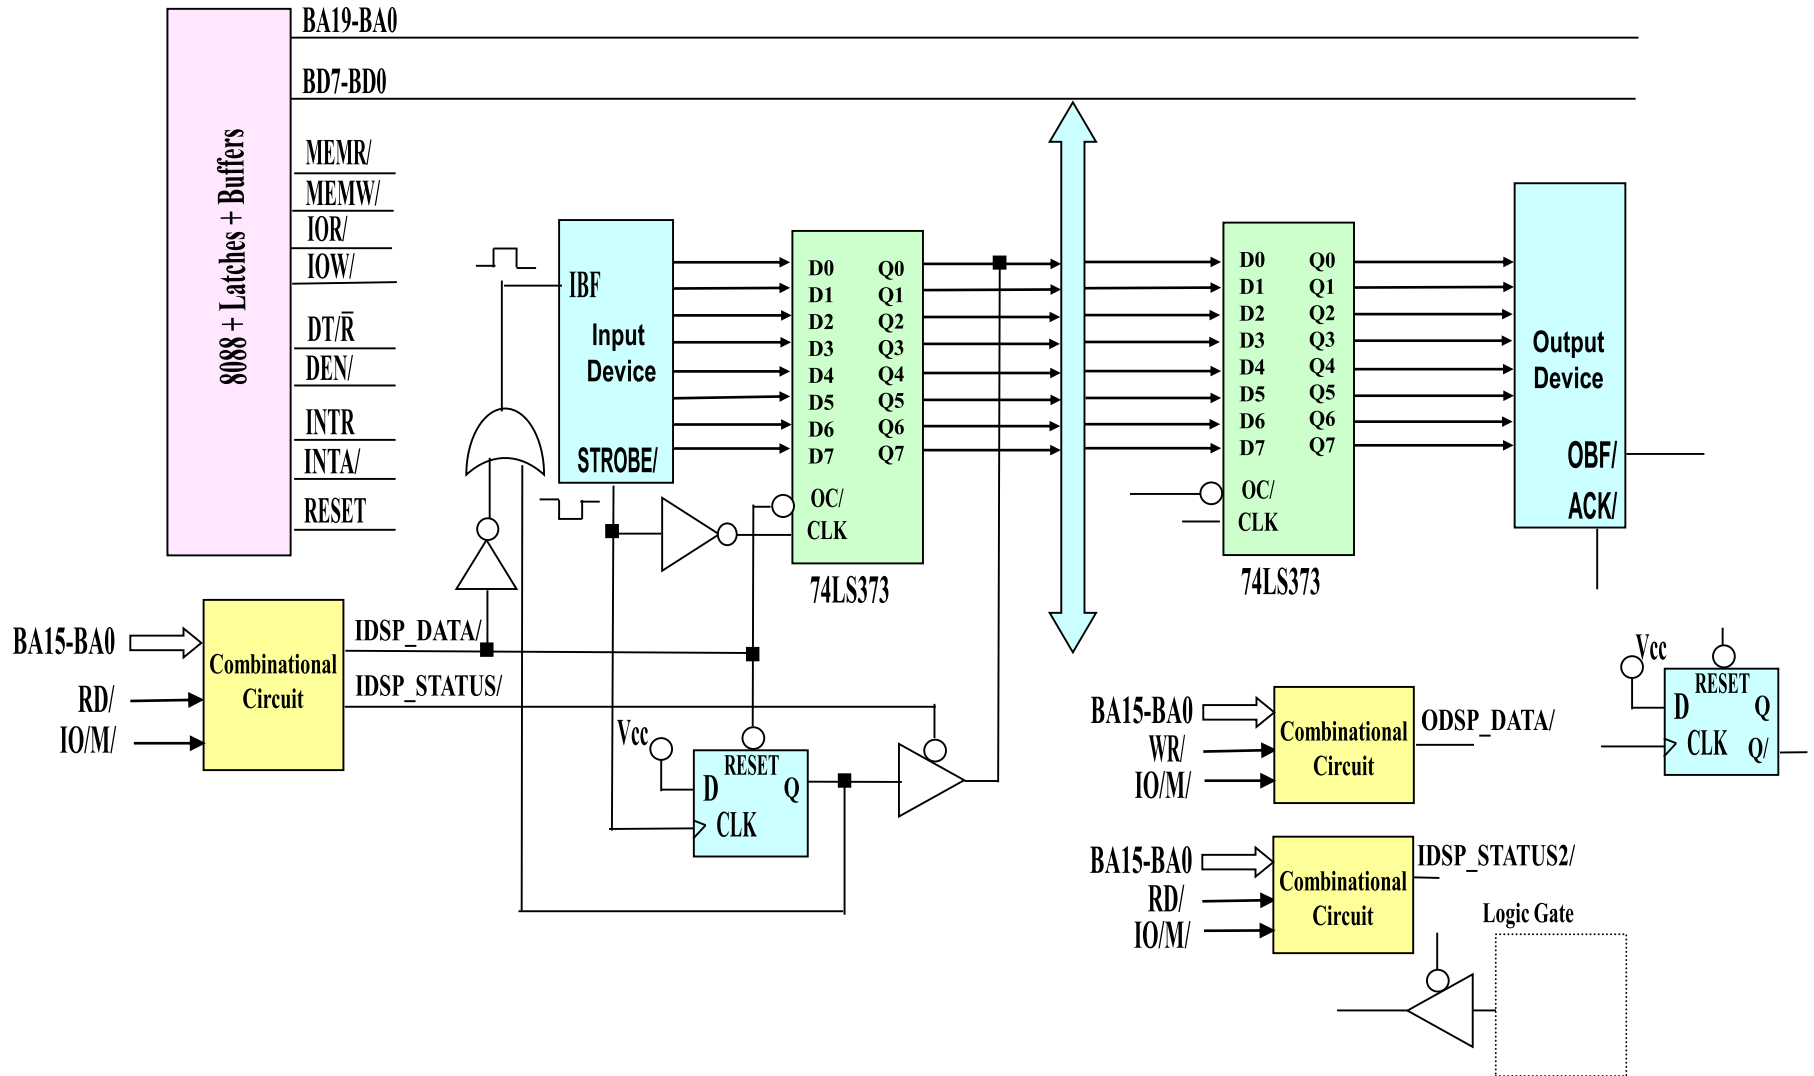 BA19-BA0
BD7-BD0
8088 + Latches + Buffers
MEMR/
MEMW/
IOR/
IOW/
DT/R̅
DEN/
INTR
INTA/
RESET
IBF
Input
Device
STROBE/
D0
D1
D2
D3
D4
D5
D6
D7
Q0
Q1
Q2
Q3
Q4
Q5
Q6
Q7
OC/
CLK
74LS373
D0
D1
D2
D3
D4
D5
D6
D7
Q0
Q1
Q2
Q3
Q4
Q5
Q6
Q7
OC/
CLK
74LS373
Output
Device
OBF/
ACK/
BA15-BA0
RD/
IO/M/
Combinational
Circuit
IDSP_DATA/
IDSP_STATUS/
Vcc
RESET
D
Q
CLK
BA15-BA0
WR/
IO/M/
Combinational
Circuit
ODSP_DATA/
Vcc
RESET
D
Q
CLK
Q/
BA15-BA0
RD/
IO/M/
Combinational
Circuit
IDSP_STATUS2/
Logic Gate